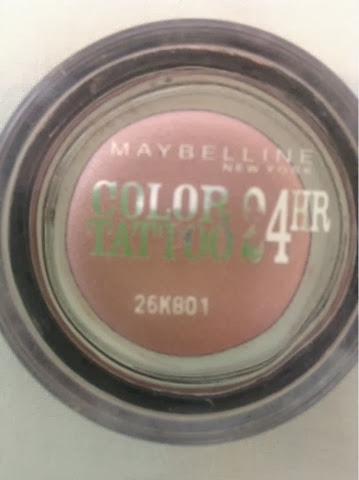 MAYBELLINE
NEW YORK
COLOR 24HR
TATTOO
26K801